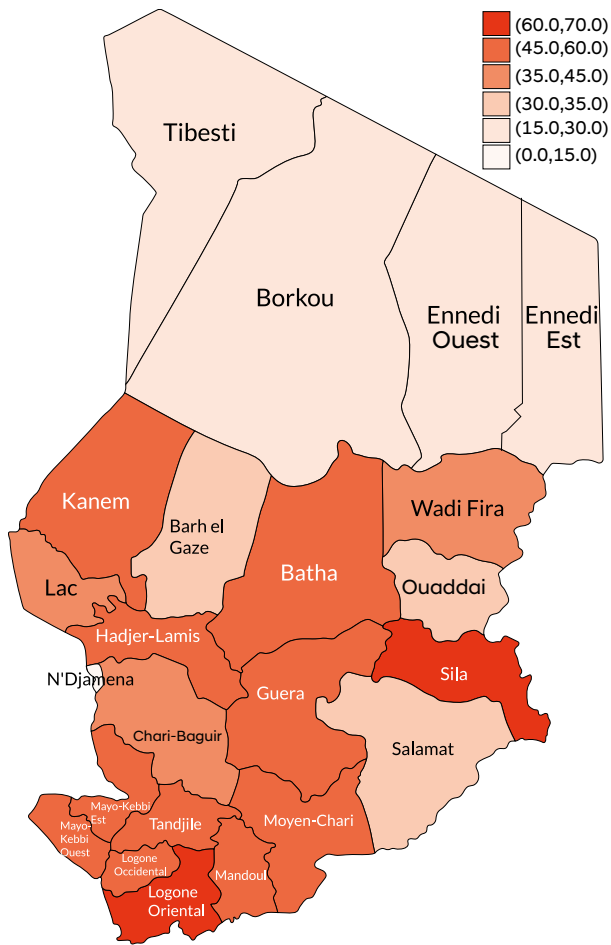 (60.0,70.0)
(45.0,60.0)
(35.0,45.0)
(30.0,35.0)
(15.0,30.0)
(0.0,15.0)
Tibesti
Borkou
Ennedi
Ouest
Ennedi
Est
Kanem
Barh el
Gaze
Batha
Wadi Fira
Lac
Ouaddai
Hadjer-Lamis
N'Djamena
Guera
Sila
Chari-Baguir
Salamat
Mayo-Kebbi
Est
Mayo-
Kebbi
Ouest
Tandjile
Moyen-Chari
Logone
Occidental
Mandoul
Logone
Oriental